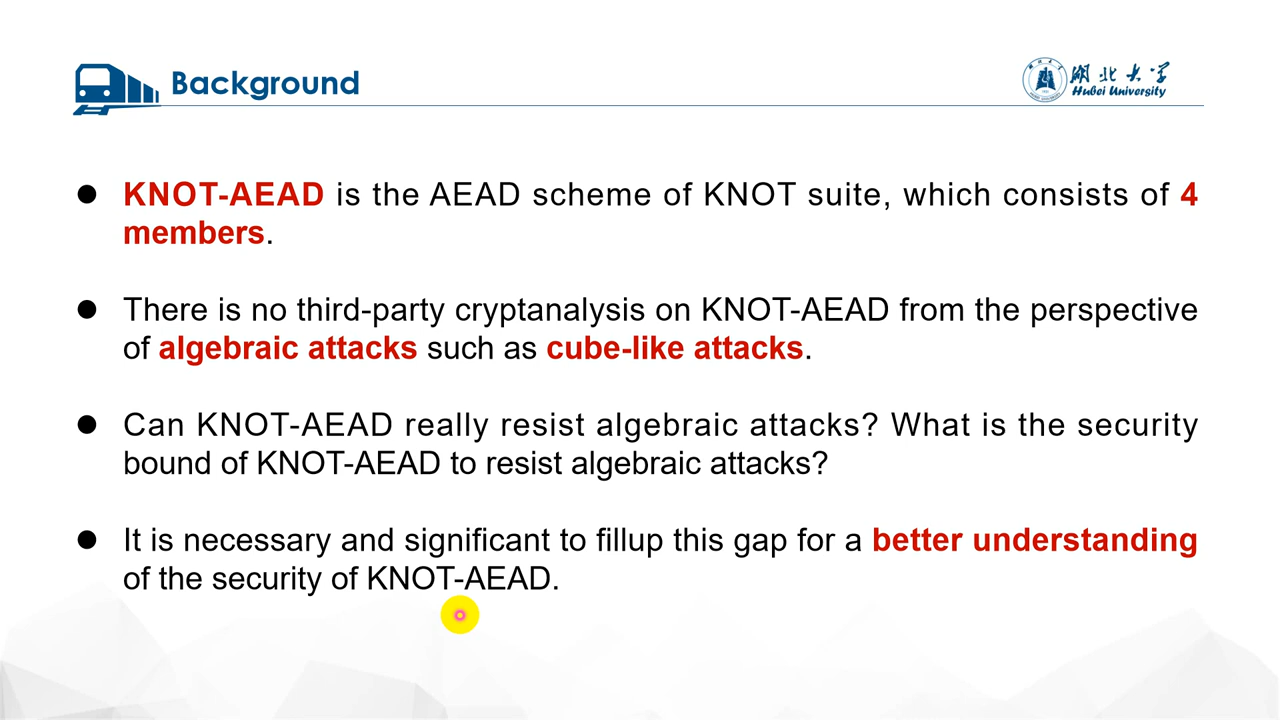 Background
湖北大学
Hubei University
KNOT-AEAD is the AEAD scheme of KNOT suite, which consists of 4
members.
There is no third-party cryptanalysis on KNOT-AEAD from the perspective
of algebraic attacks such as cube-like attacks.
Can KNOT-AEAD really resist algebraic attacks? What is the security
bound of KNOT-AEAD to resist algebraic attacks?
It is necessary and significant to fillup this gap for a better understanding
of the security of KNOT-AEAD.